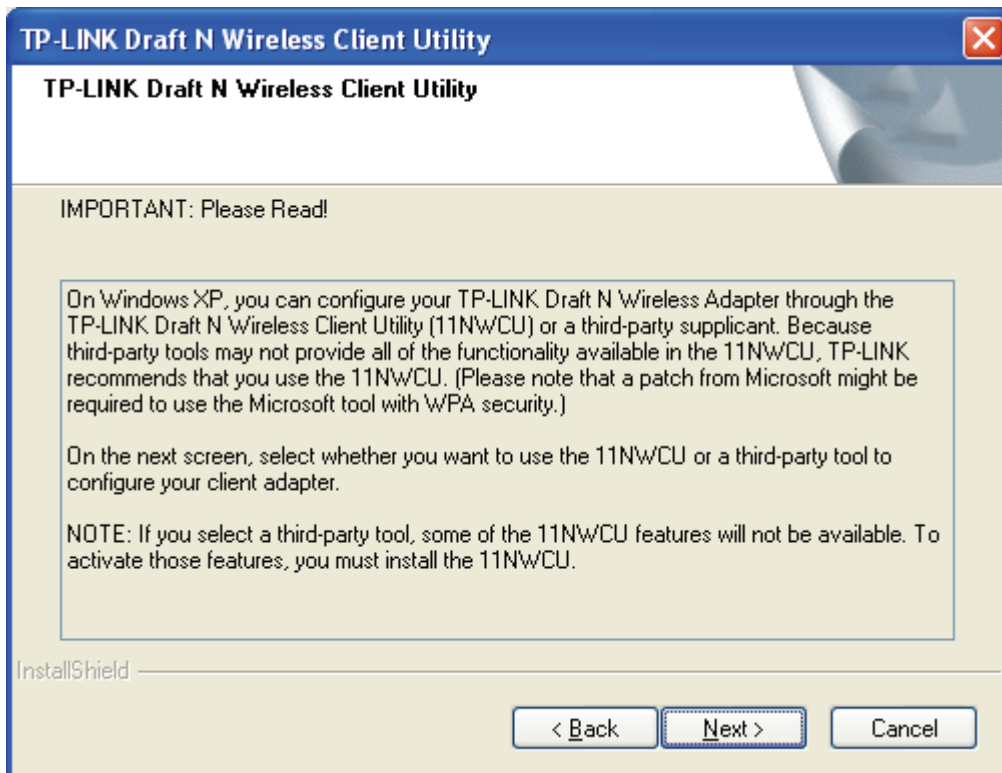 TP-LINK Draft N Wireless Client Utility
TP-LINK Draft N Wireless Client Utility
IMPORTANT: Please Read!
On Windows XP, you can configure your TP-LINK Draft N Wireless Adapter through the
TP-LINK Draft N Wireless Client Utility (11NWCU) or a third-party supplicant. Because
third-party tools may not provide all of the functionality available in the 11NWCU, TP-LINK
recommends that you use the 11NWCU. (Please note that a patch from Microsoft might be
required to use the Microsoft tool with WPA security.)
On the next screen, select whether you want to use the 11NWCU or a third-party tool to
configure your client adapter.
NOTE: If you select a third-party tool, some of the 11NWCU features will not be available. To
activate those features, you must install the 11NWCU.
InstallShield
< Back Next > Cancel